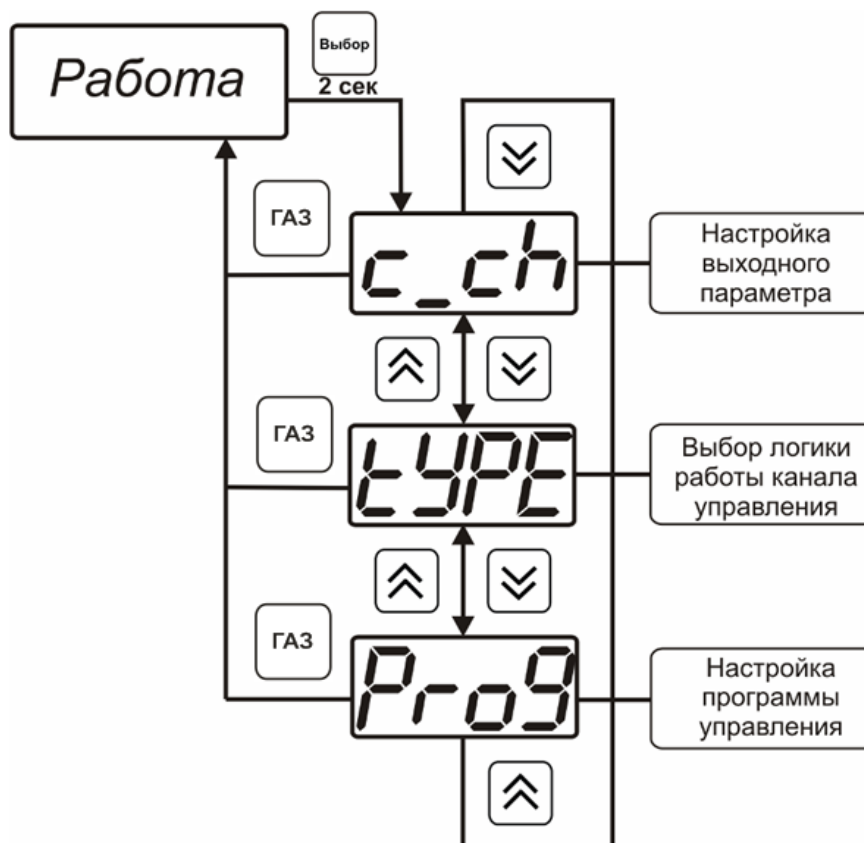 Работа
Выбор
2 сек
ГАЗ
c_ch
Настройка
выходного
параметра
ГАЗ
tYPE
Выбор логики
работы канала
управления
ГАЗ
Prog
Настройка
программы
управления